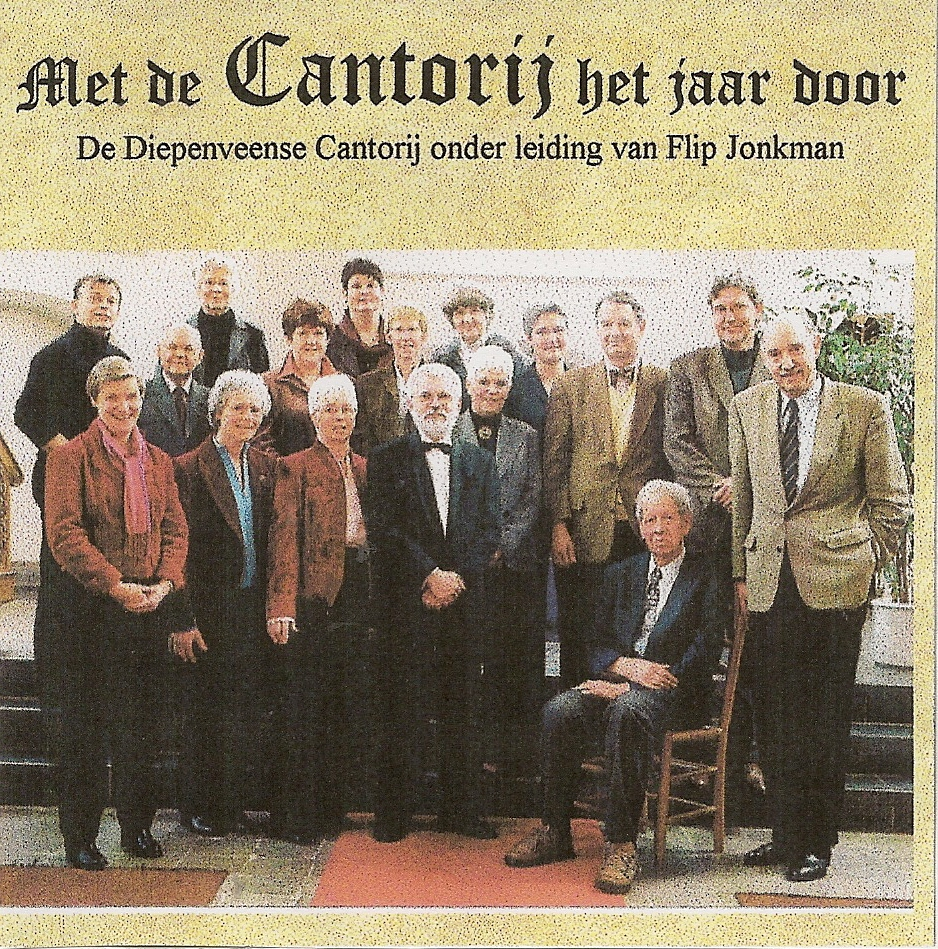 Met de Cantorij het jaar door
De Diepenveense Cantorij onder leiding van Flip Jonkman